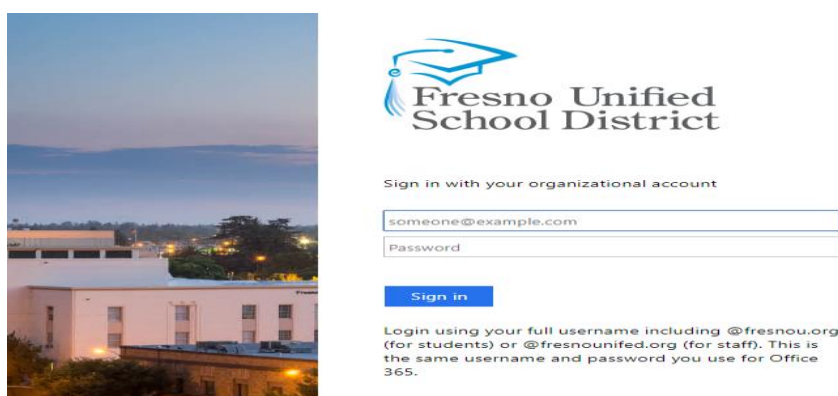 Fresno Unified
School District
Sign in with your organizational account
someone@example.com
Password
Sign in
Login using your full username including @fresnou.org
(for students) or @fresnounifed.org (for staff). This is
the same username and password you use for Office
365.